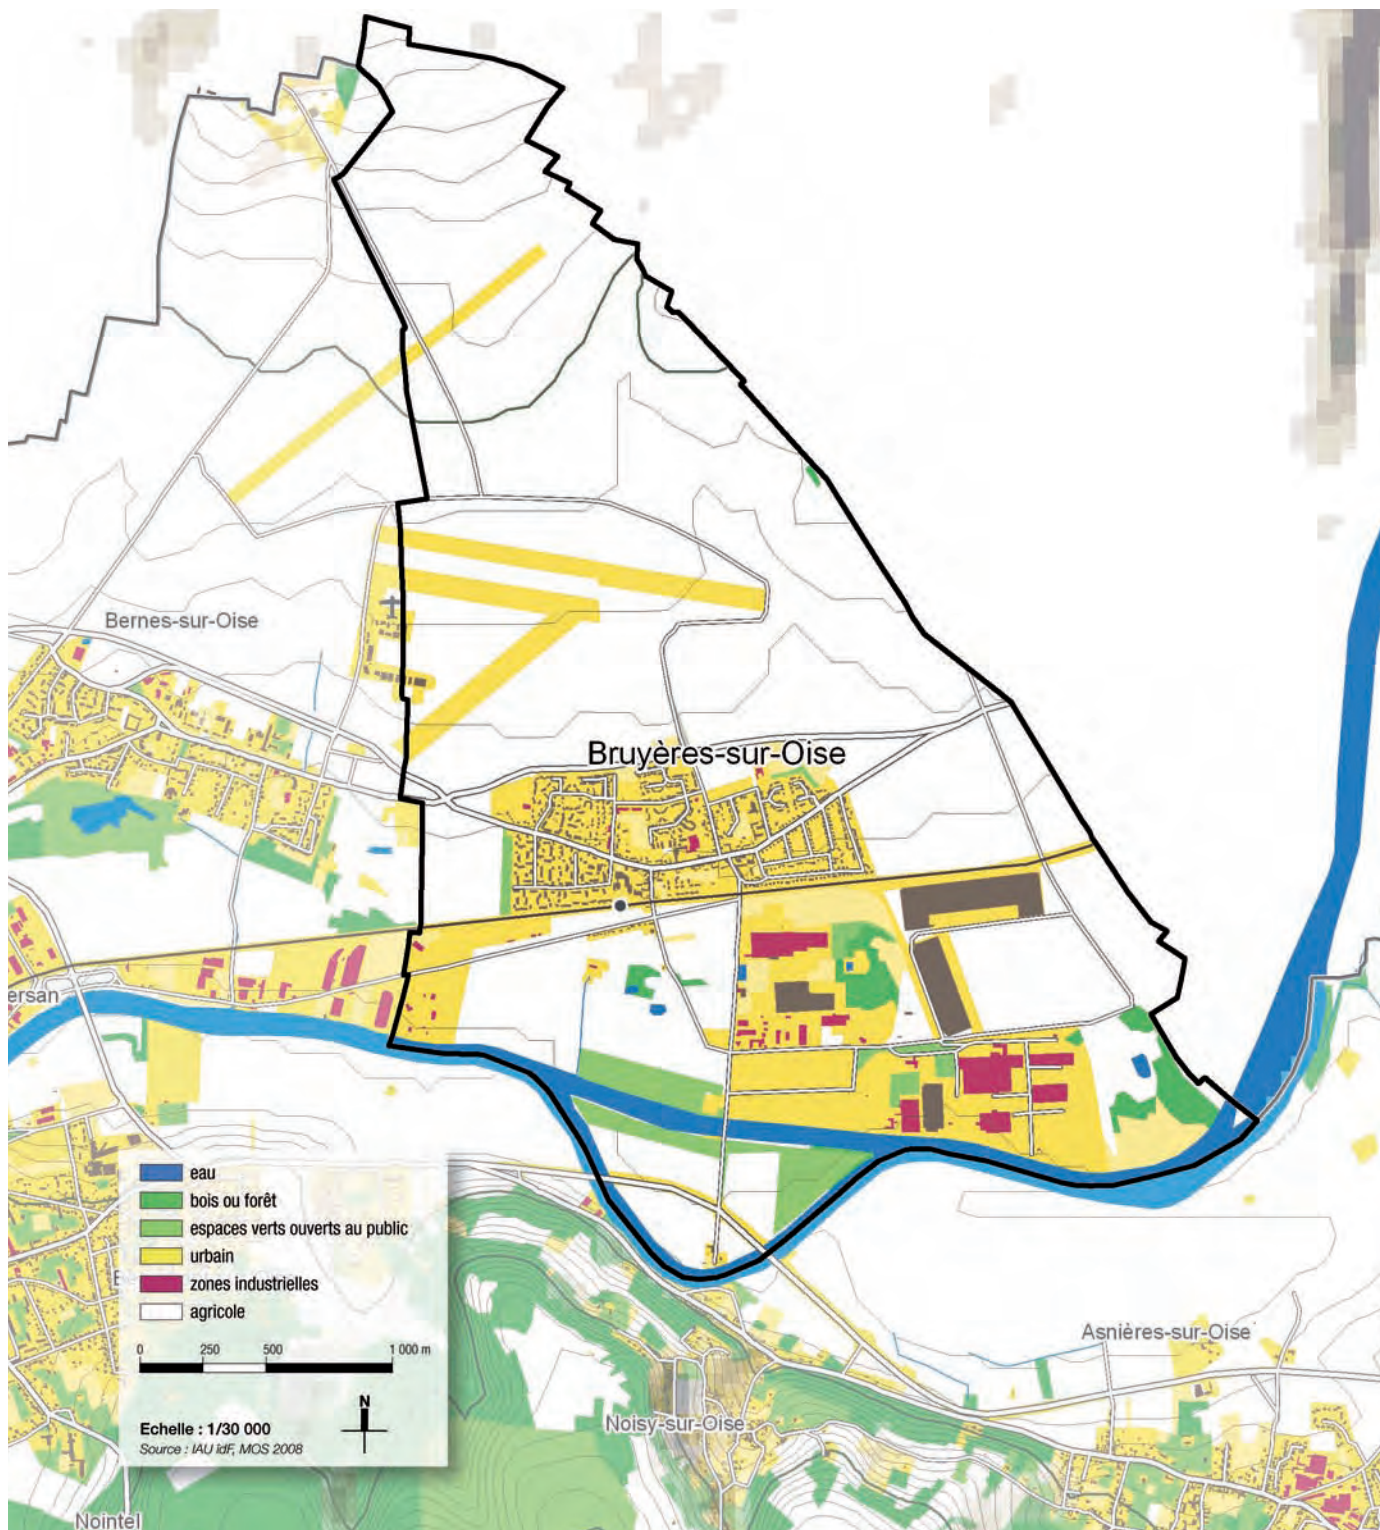 Bernes-sur-Oise
Bruyères-sur-Oise
ersan
eau
bois ou forêt
espaces verts ouverts au public
urbain
zones industrielles
agricole
0 250 500 1 000 m
N
Echelle : 1/30 000
Source : IAU îdF, MOS 2008
Asnières-sur-Oise
Noisy-sur-Oise
Nointel